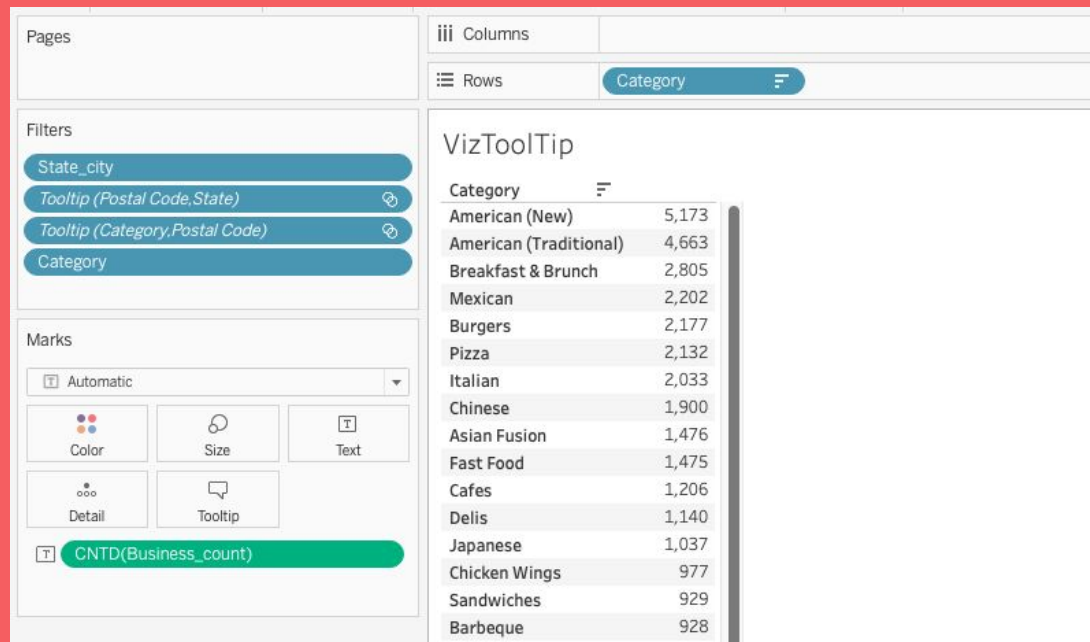 Pages
Columns
Rows
Category
Filters
State_city
Tooltip (Postal Code,State)
Tooltip (Category,Postal Code)
Category
Marks
T Automatic
Color
Size
T
Text
Detail
Tooltip
T CNTD(Business_count)
VizToolTip
Category
American (New) 5,173
American (Traditional) 4,663
Breakfast & Brunch 2,805
Mexican 2,202
Burgers 2,177
Pizza 2,132
Italian 2,033
Chinese 1,900
Asian Fusion 1,476
Fast Food 1,475
Cafes 1,206
Delis 1,140
Japanese 1,037
Chicken Wings 977
Sandwiches 929
Barbeque 928